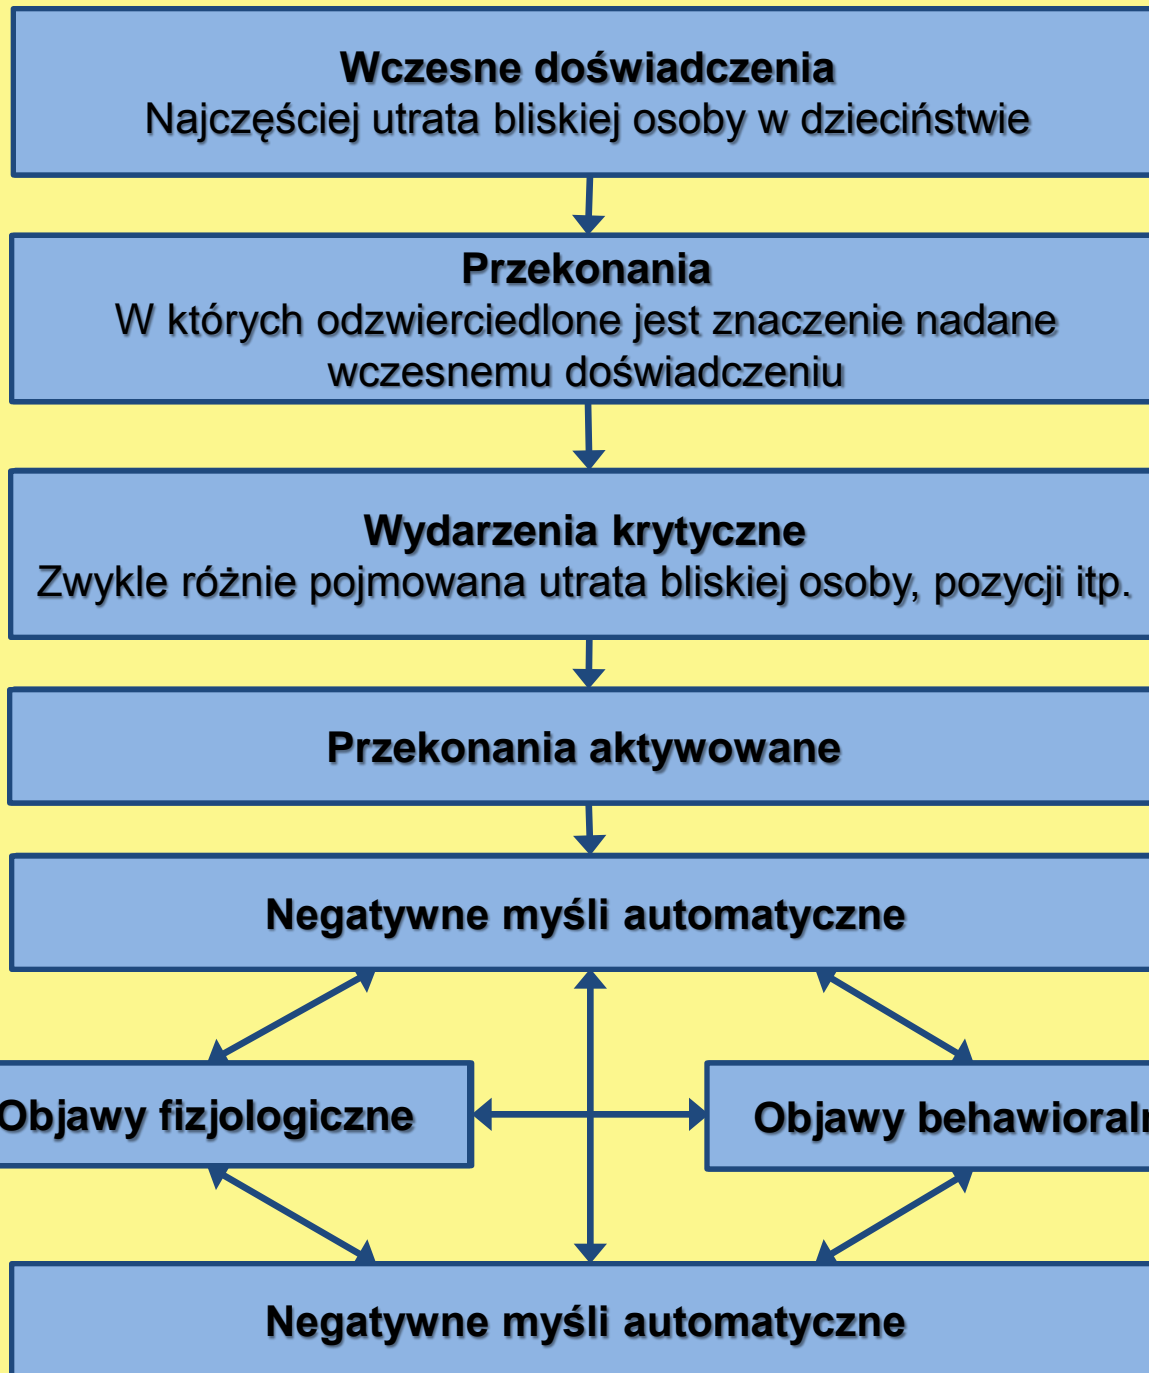 Wczesne doświadczenia
Najczęściej utrata bliskiej osoby w dzieciństwie
Przekonania
W których odzwierciedlone jest znaczenie nadane
wczesnemu doświadczeniu
Wydarzenia krytyczne
Zwykle różnie pojmowana utrata bliskiej osoby, pozycji itp.
Przekonania aktywowane
Negatywne myśli automatyczne
Objawy fizjologiczne
Objawy
Negatywne myśli automatyczne